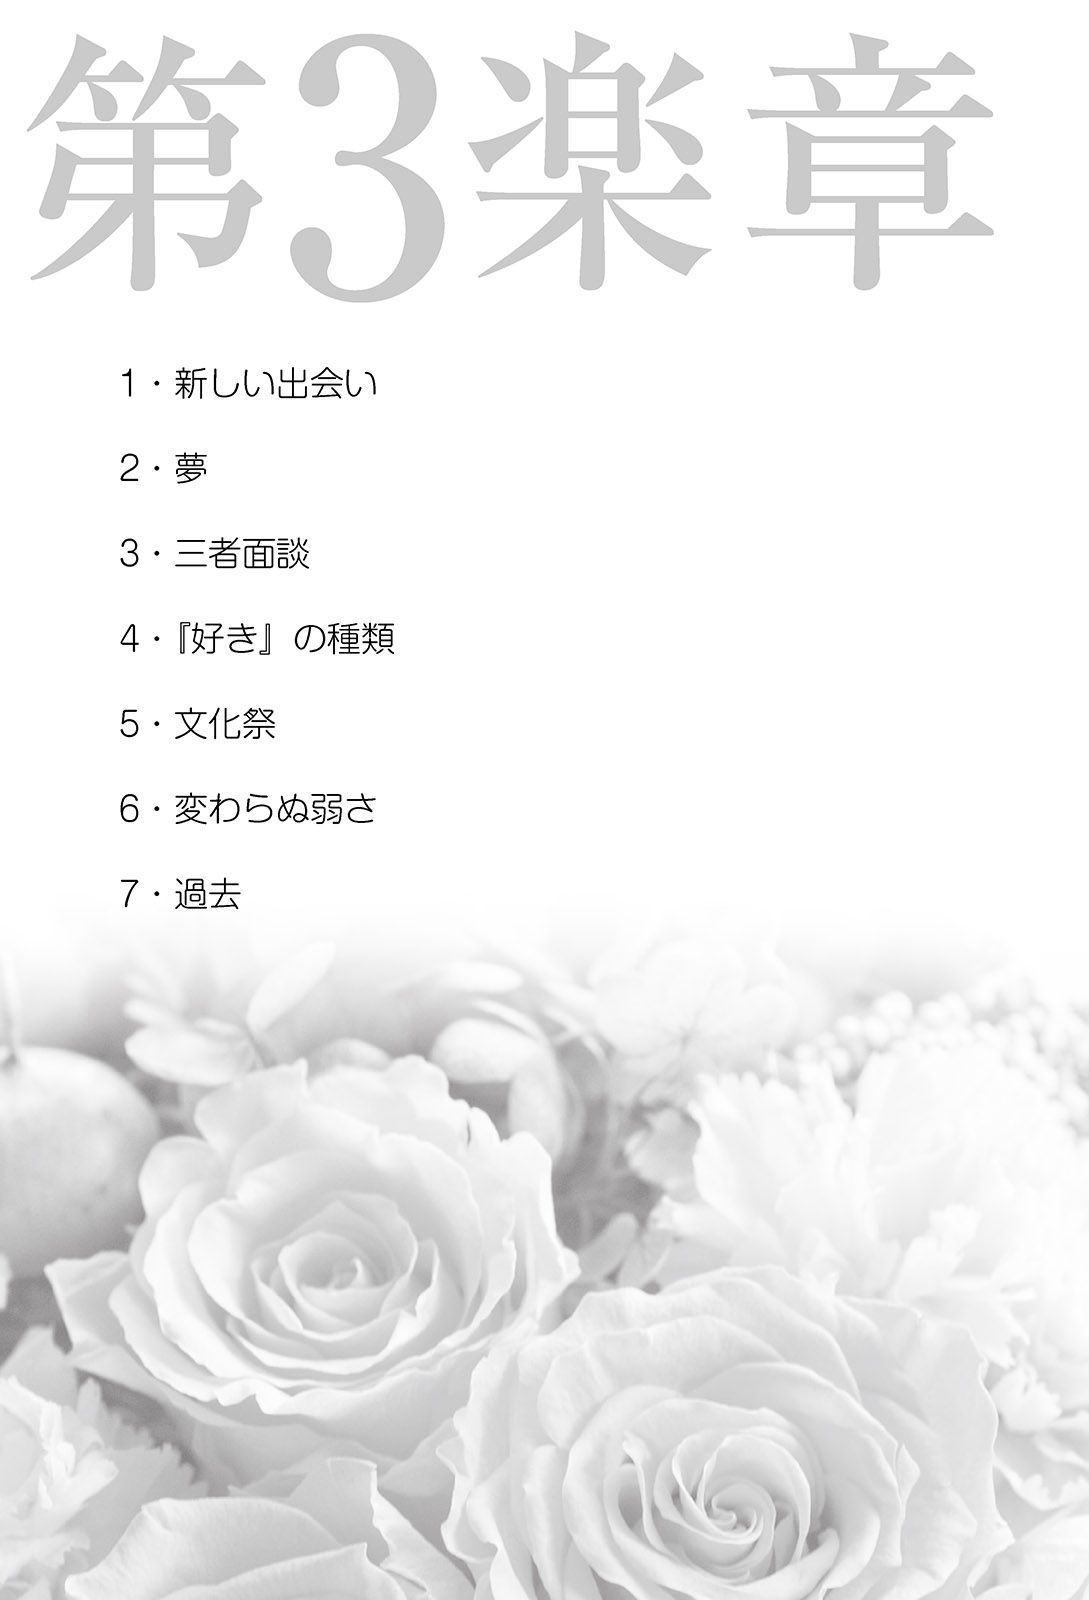 第3楽章
1・新しい出会い
2・夢
3・三者面談
4・『好き』の種類
5・文化祭
6・変わらぬ弱さ
7・過去